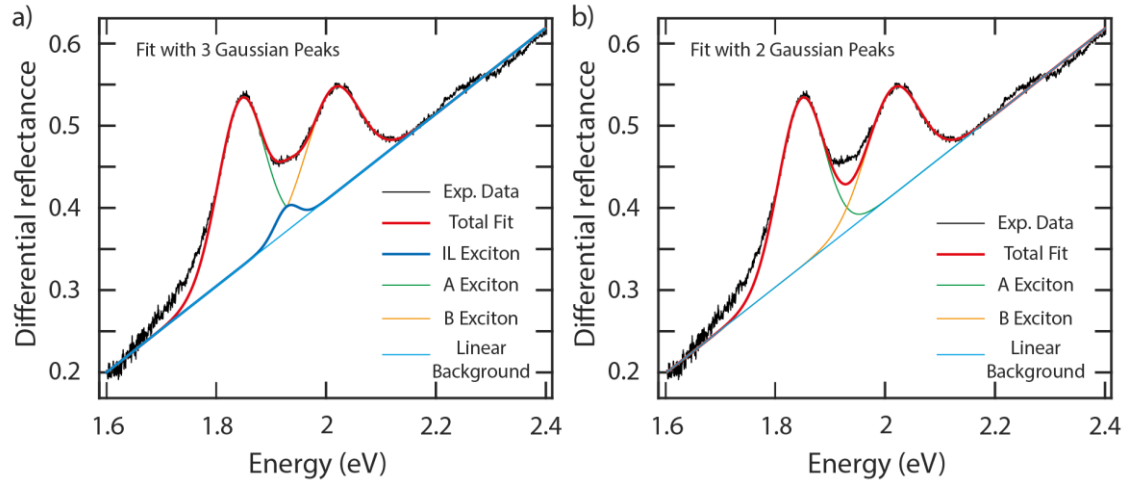 a)
Fit with 3 Gaussian Peaks
Differential reflectancce
0.6
0.5
0.4
0.3
0.2
Exp. Data
Total Fit
IL Exciton
A Exciton
B Exciton
Linear
Background
1.6 1.8 2 2.2 2.4
Energy (eV)
b)
Fit with 2 Gaussian Peaks
Differential reflectancce
0.6
0.5
0.4
0.3
0.2
Exp. Data
Total Fit
A Exciton
B Exciton
Linear
Background
1.6 1.8 2 2.2 2.4
Energy (eV)